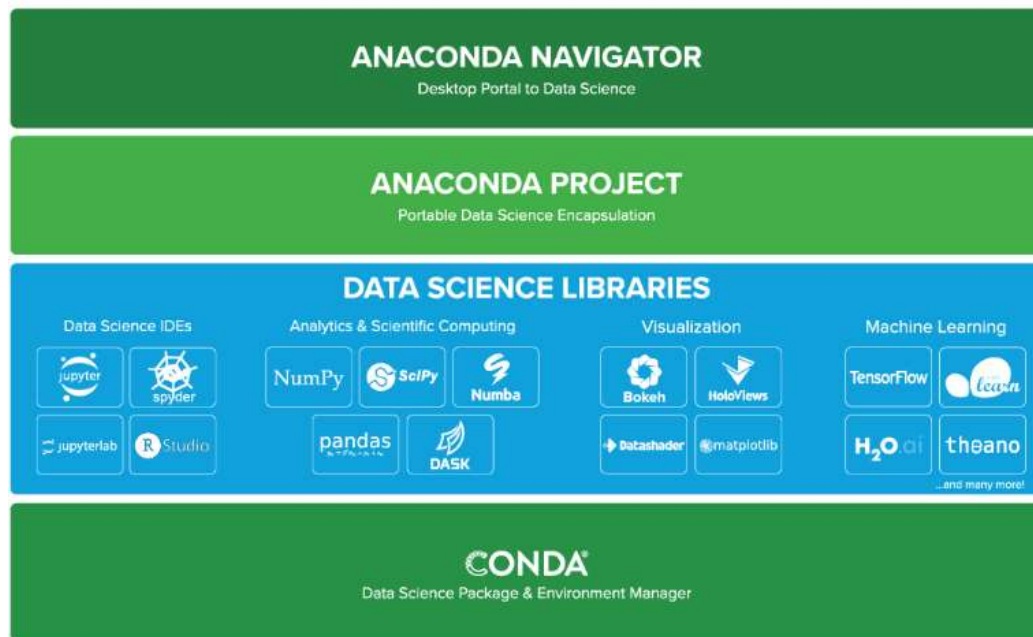 ANACONDA NAVIGATOR
Desktop Portal to Data Science
ANACONDA PROJECT
Portable Data Science Encapsulation
DATA SCIENCE LIBRARIES
Data Science IDEs
jupyter
spyder
jupyterlab
R Studio
Analytics & Scientific Computing
NumPy
SciPy
Numba
pandas
DASK
Visualization
Bokeh
HoloViews
Datashader
matplotlib
Machine Learning
TensorFlow
learn
H2O.ai
theano
...and many more!
CONDA®
Data Science Package & Environment Manager